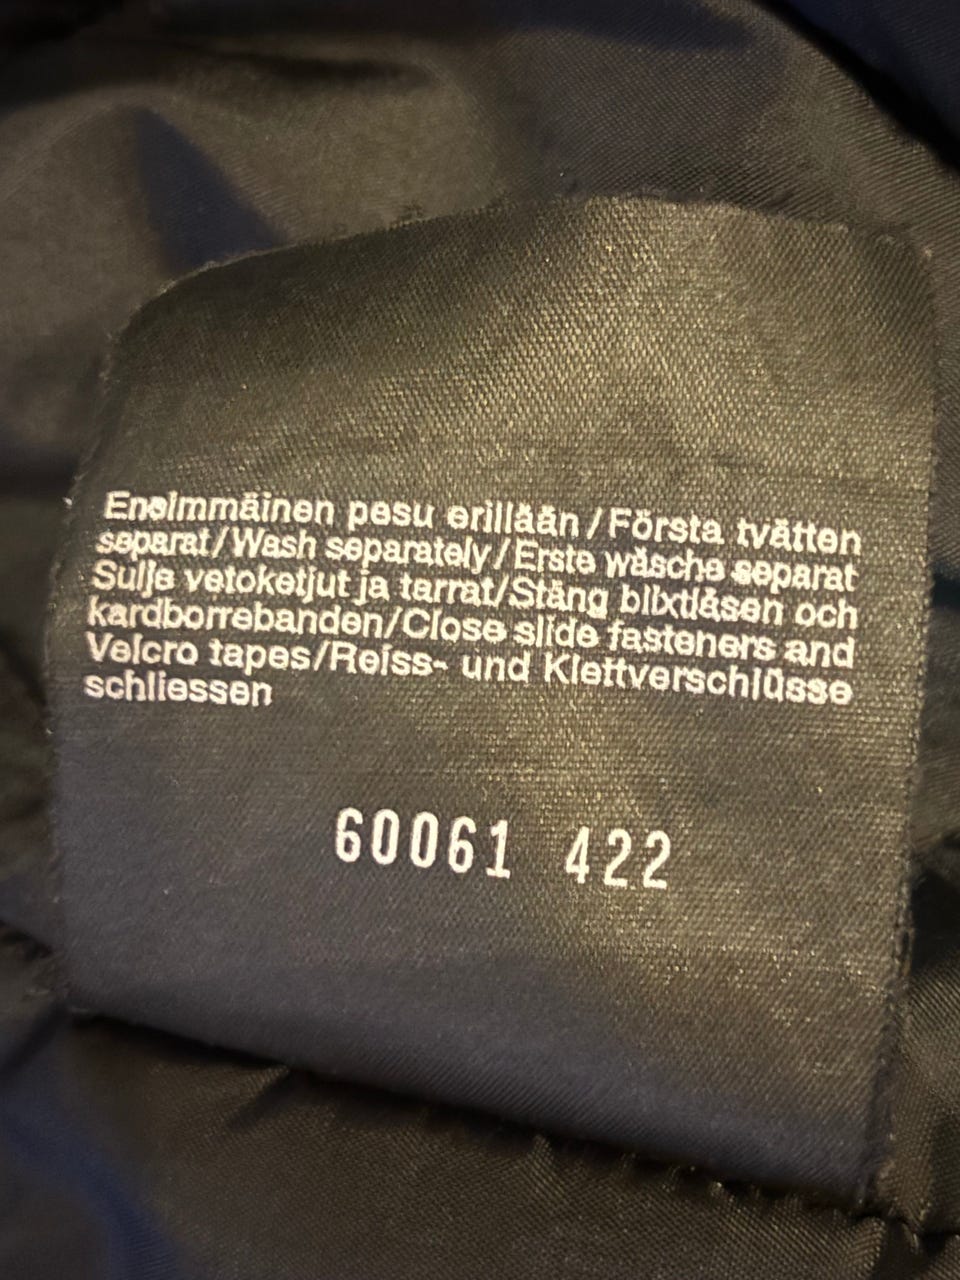 Ensimmäinen pesu erillään/Första tvätten
separat/Wash separately/Erste wäsche separat
Sulje vetoketjut ja tarrat/Stäng blixtlåsen och
kardborrebanden/Close slide fasteners and
Velcro tapes/Reiss- und Klettverschlüsse
schliessen
60061 422